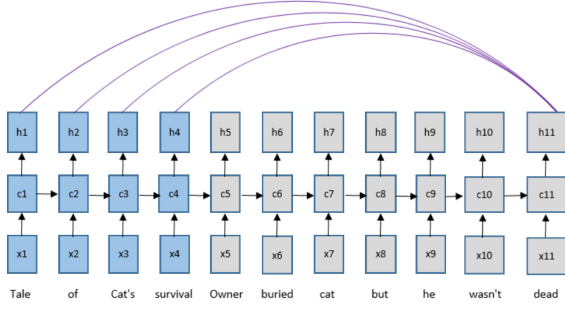 h1 h2 h3 h4 h5 h6 h7 h8 h9 h10 h11
c1 c2 c3 c4 c5 c6 c7 c8 c9 c10 c11
x1 x2 x3 x4 x5 x6 x7 x8 x9 x10 x11
Tale of Cat's survival Owner buried cat but he wasn't dead